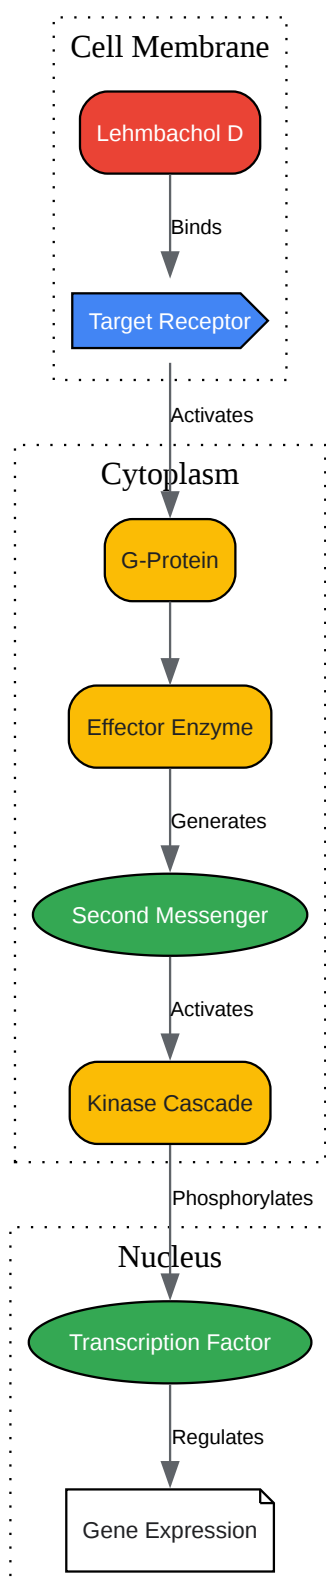 Cell Membrane
Lehmbachol D
Binds
Target Receptor
Activates
Cytoplasm
G-Protein
Effector Enzyme
Generates
Second Messenger
Activates
Kinase Cascade
Phosphorylates
Nucleus
Transcription Factor
Regulates
Gene Expression